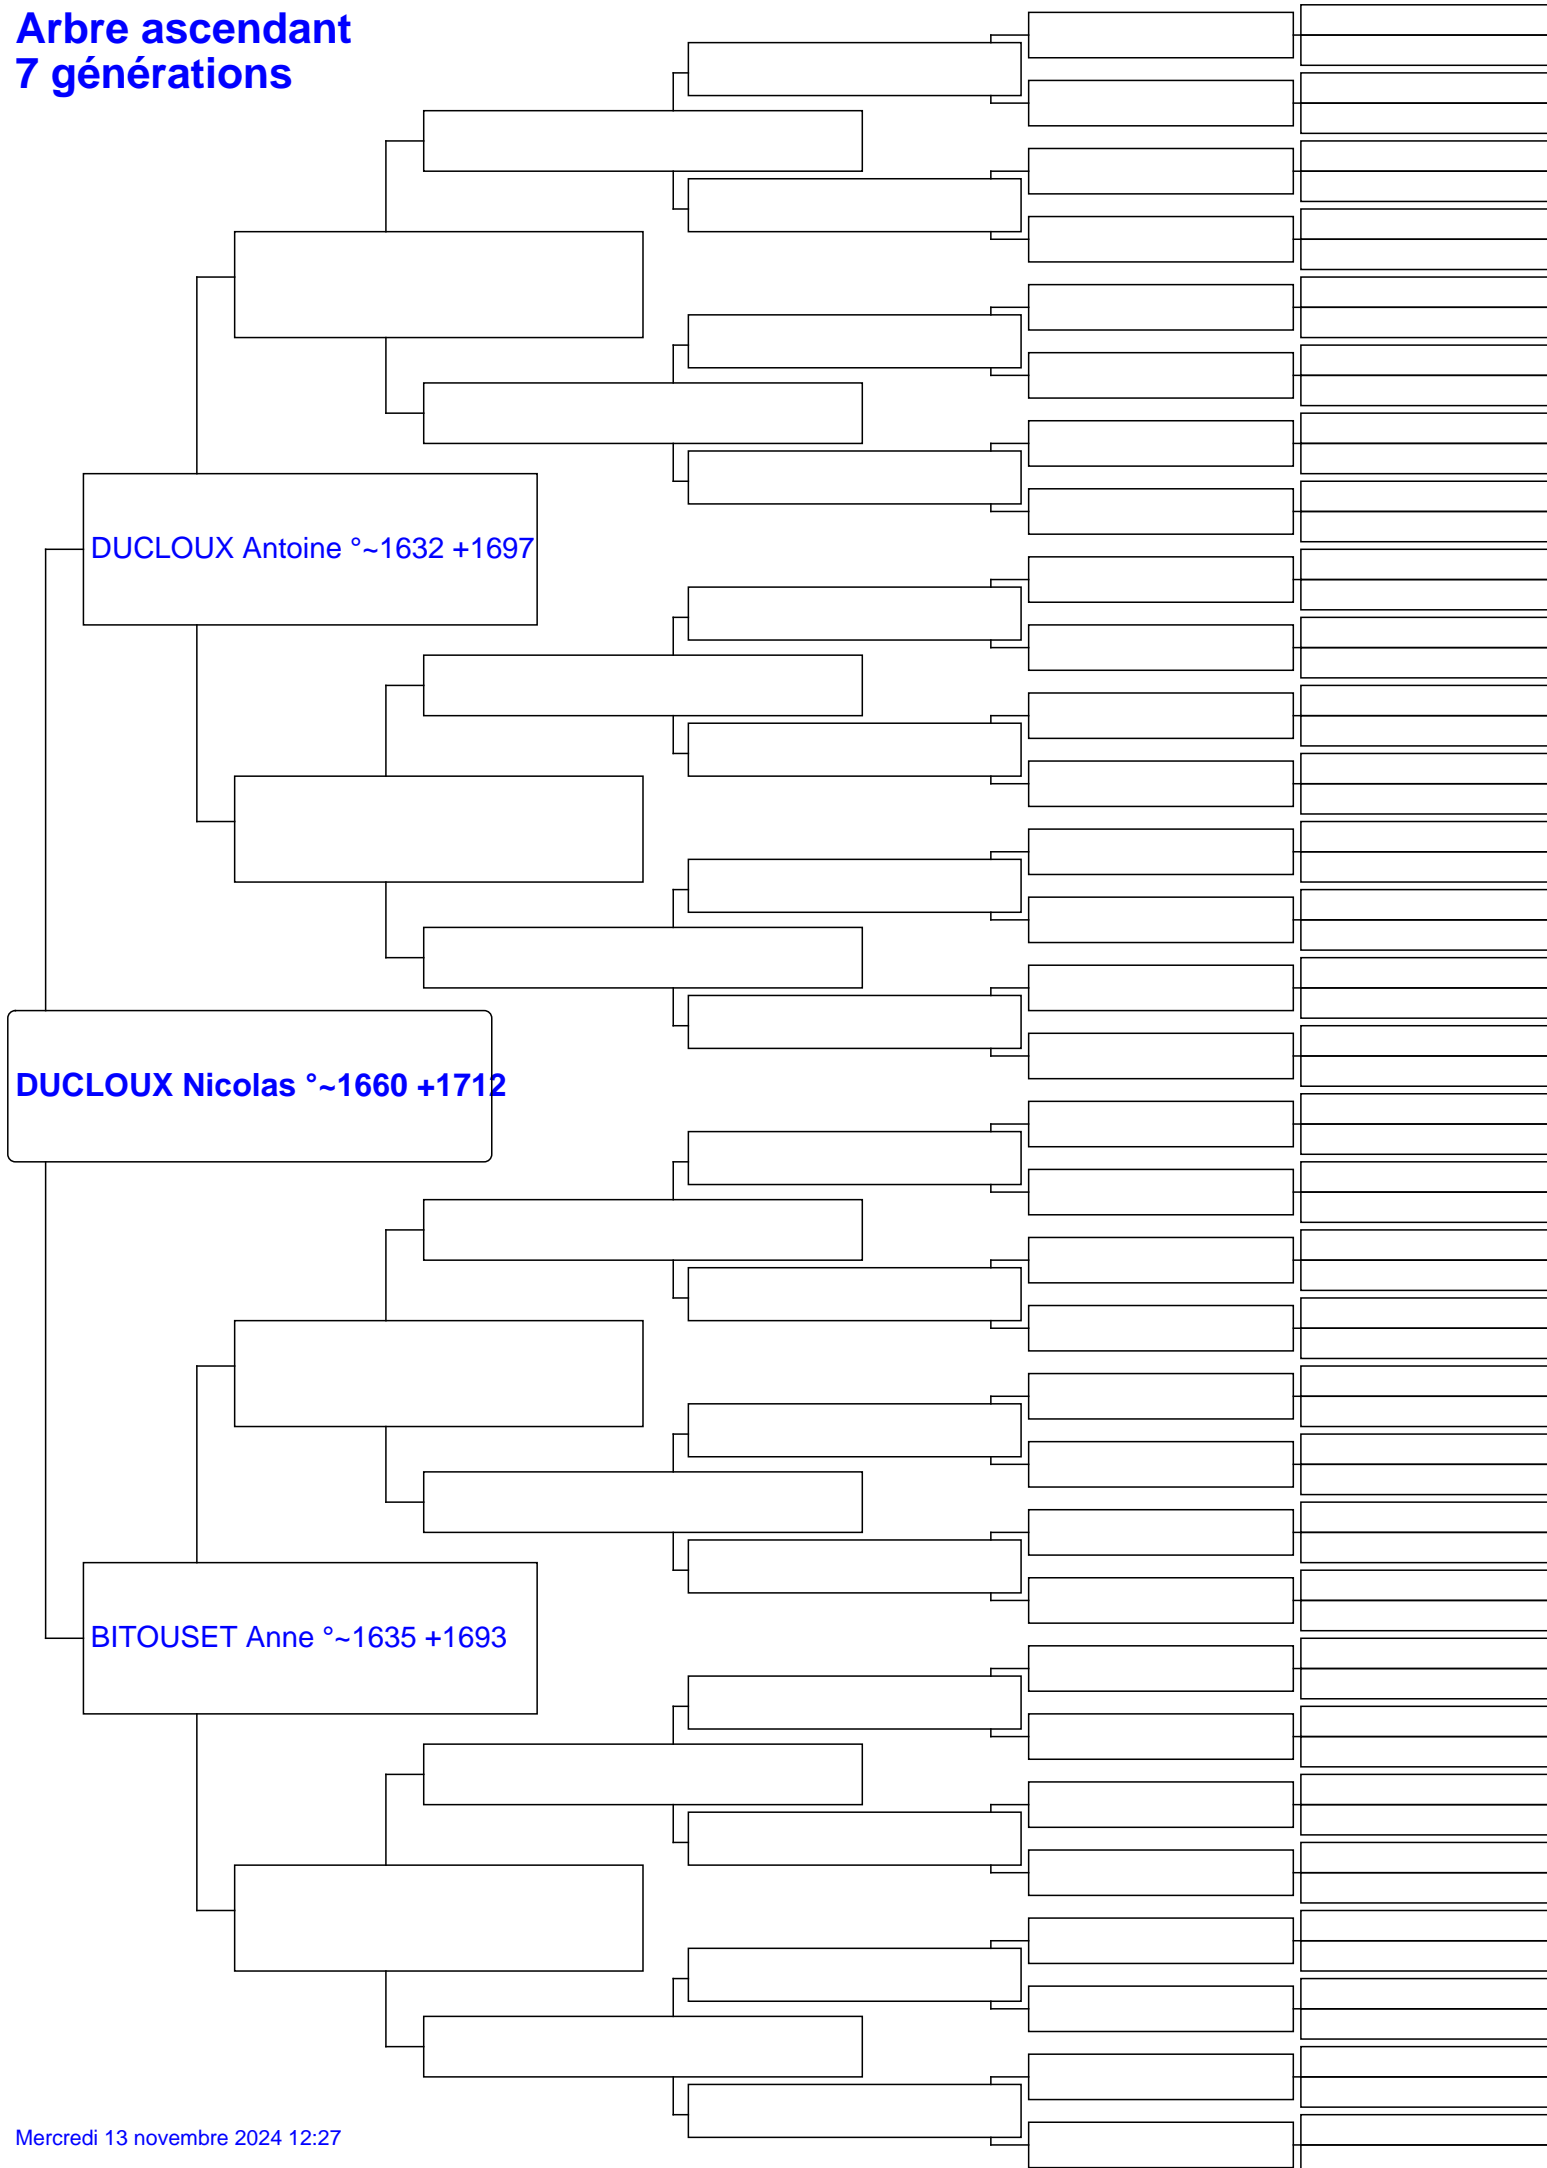 Arbre ascendant
7 générations
DUCLOUX Antoine °~1632 +1697
DUCLOUX Nicolas °~1660 +1712
BITOUSET Anne °~1635 +1693
Mercredi 13 novembre 2024 12:27